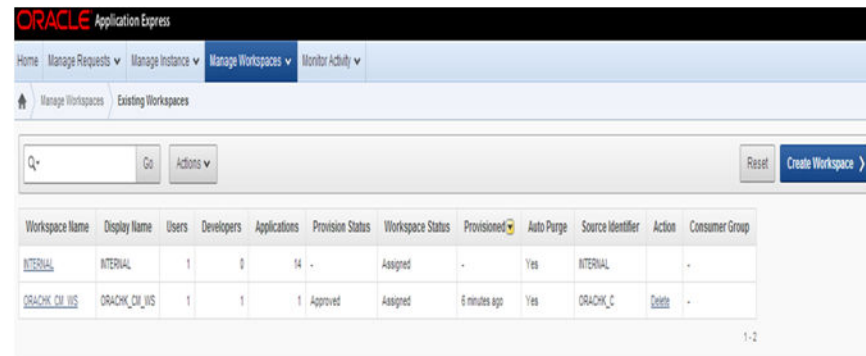 ORACLE Application Express
Home Manage Requests Manage Instance Manage Workspaces Monitor Activity
Manage Workspaces Existing Workspaces
Go Actions Reset Create Workspace
Workspace Name Display Name Users Developers Applications Provision Status Workspace Status Provisioned Auto Purge Source Identifier Action Consumer Group
INTERNAL INTERNAL 1 0 14 - Assigned - Yes INTERNAL -
ORACHK_CM_WS ORACHK_CM_WS 1 1 1 Approved Assigned 6 minutes ago Yes ORACHK_C Delete -
1 - 2